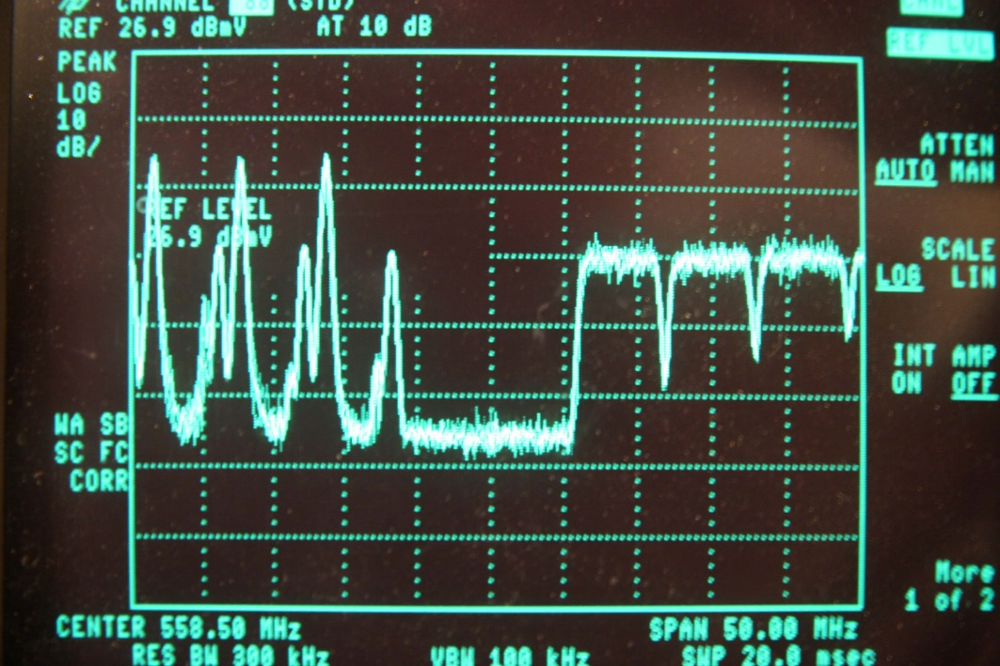 CHANNEL (STD)
REF 26.9 dBmV AT 10 dB
REF LVL
PEAK
LOG
10
dB/
ATTEN
AUTO MAN
REF LEVEL
26.9 dBmV
SCALE
LOG LIN
INT AMP
ON OFF
WA SB
SC FC
CORR
More
1 of 2
CENTER 558.50 MHz SPAN 50.00 MHz
RES BW 300 kHz VBW 100 kHz SWP 20.0 msec